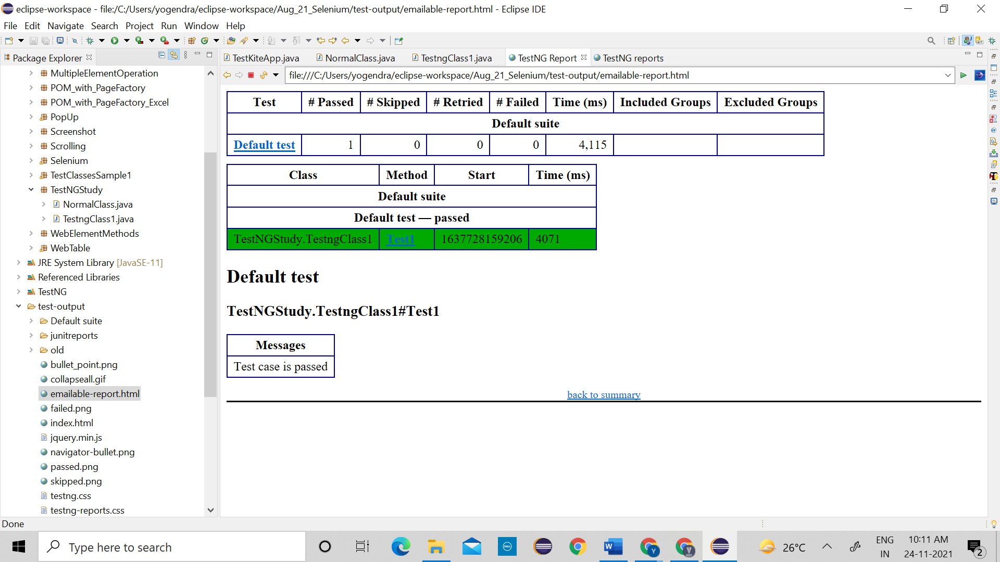 eclipse-workspace - file:/C:/Users/yogendra/eclipse-workspace/Aug_21_Selenium/test-output/emailable-report.html - Eclipse IDE
File Edit Navigate Search Project Run Window Help
Package Explorer
TestKiteApp.java NormalClass.java TestngClass1.java TestNG Report TestNG reports
file:///C:/Users/yogendra/eclipse-workspace/Aug_21_Selenium/test-output/emailable-report.html
MultipleElementOperation
POM_with_PageFactory
POM_with_PageFactory_Excel
PopUp
Screenshot
Scrolling
Selenium
TestClassesSample1
TestNGStudy
NormalClass.java
TestngClass1.java
WebElementMethods
WebTable
JRE System Library [JavaSE-11]
Referenced Libraries
TestNG
test-output
Default suite
junitreports
old
bullet_point.png
collapseall.gif
emailable-report.html
failed.png
index.html
jquery.min.js
navigator-bullet.png
passed.png
skipped.png
testng.css
testng-reports.css
Test # Passed # Skipped # Retried # Failed Time (ms) Included Groups Excluded Groups
Default suite
Default test 1 0 0 0 4,115
Class Method Start Time (ms)
Default suite
Default test — passed
TestNGStudy.TestngClass1 Test1 1637728159206 4071
Default test
TestNGStudy.TestngClass1#Test1
Messages
Test case is passed
back to summary
Done
Type here to search
DELL
W
Y
V
26°C
ENG
IN
10:11 AM
24-11-2021
2